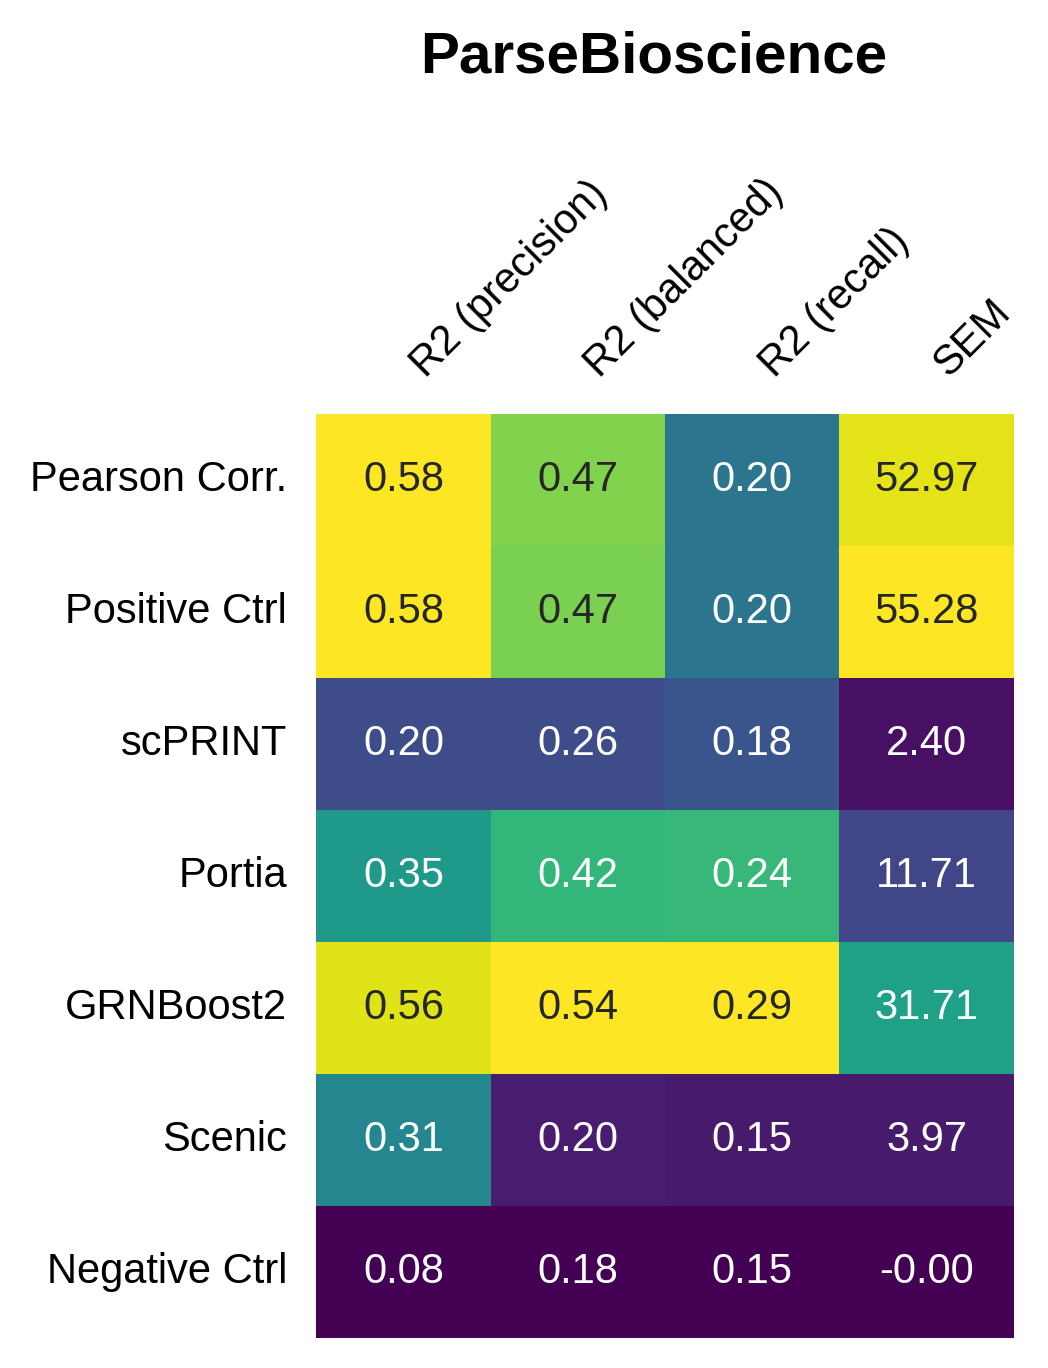 ParseBioscience
R2 (precision) R2 (balanced) R2 (recall) SEM
Pearson Corr. 0.58 0.47 0.20 52.97
Positive Ctrl 0.58 0.47 0.20 55.28
scPRINT 0.20 0.26 0.18 2.40
Portia 0.35 0.42 0.24 11.71
GRNBoost2 0.56 0.54 0.29 31.71
Scenic 0.31 0.20 0.15 3.97
Negative Ctrl 0.08 0.18 0.15 -0.00